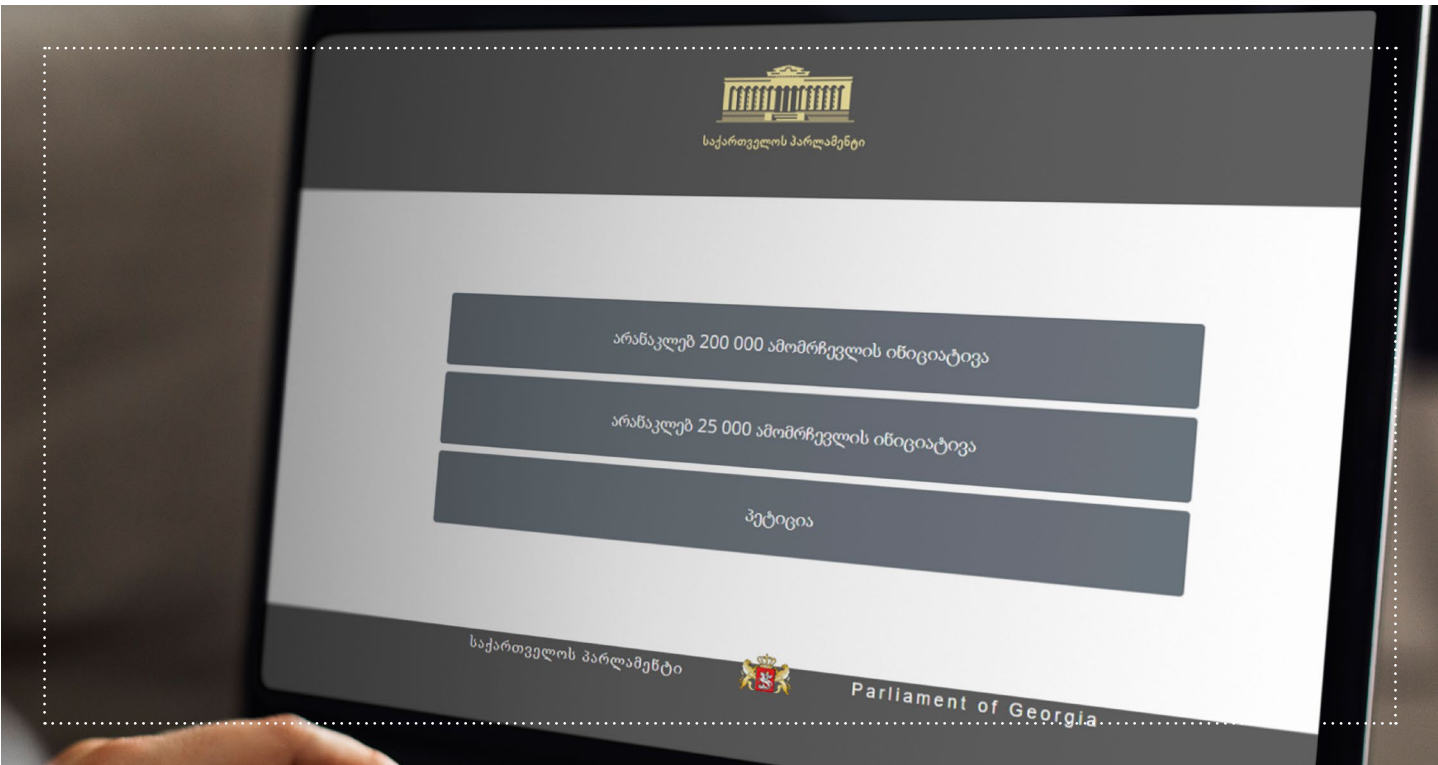 საქართველოს პარლამენტი
არანაკლებ 200 000 ამომრჩევლის ინიციატივა
არანაკლებ 25 000 ამომრჩევლის ინიციატივა
პეტიცია
საქართველოს პარლამენტი
Parliament of Georgia